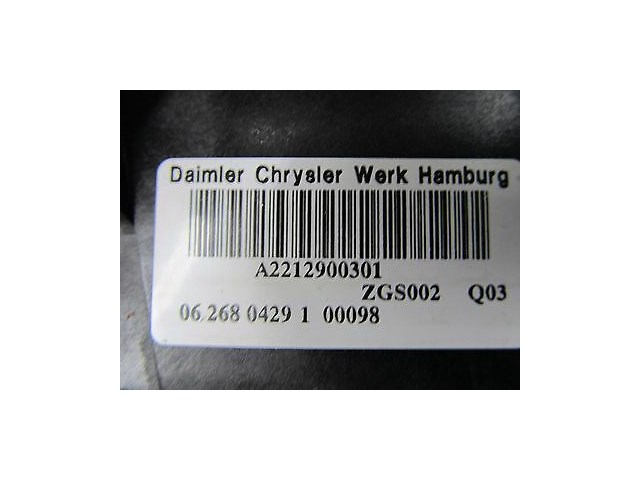 Daimler Chrysler Werk Hamburg
A2212900301
ZGS002 Q03
06.268 0429 1 00098